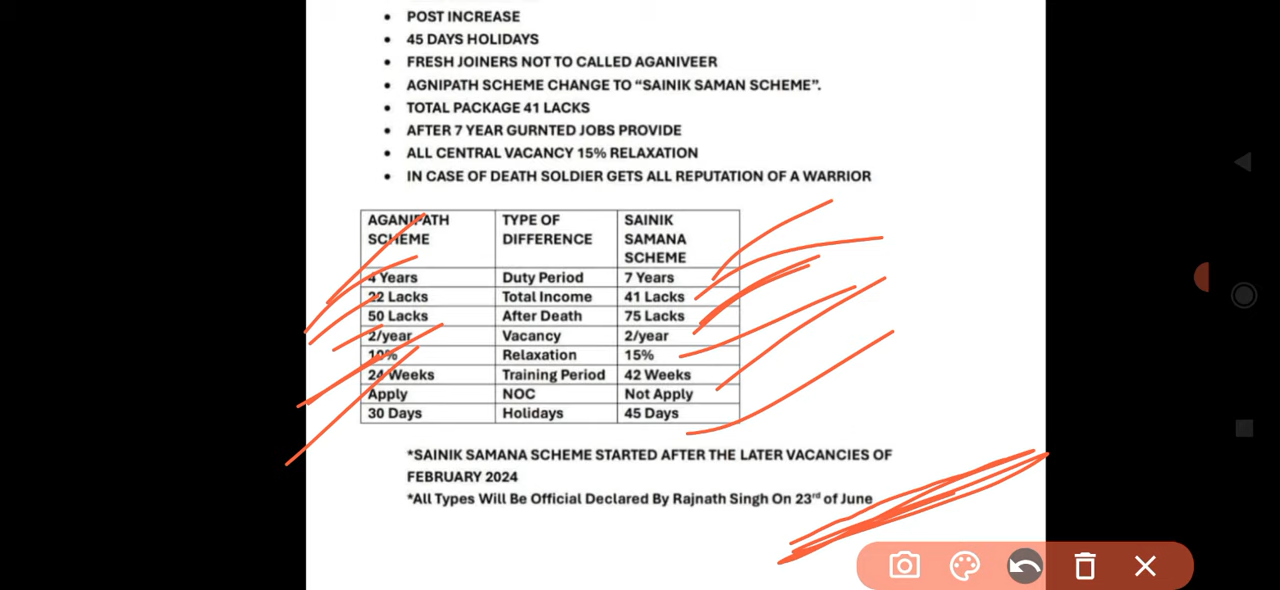 • POST INCREASE
• 45 DAYS HOLIDAYS
• FRESH JOINERS NOT TO CALLED AGANIVEER
• AGNIPATH SCHEME CHANGE TO “SAINIK SAMAN SCHEME”.
• TOTAL PACKAGE 41 LACKS
• AFTER 7 YEAR GURNTED JOBS PROVIDE
• ALL CENTRAL VACANCY 15% RELAXATION
• IN CASE OF DEATH SOLDIER GETS ALL REPUTATION OF A WARRIOR
AGANIPATH SCHEME TYPE OF DIFFERENCE SAINIK SAMANA SCHEME
4 Years Duty Period 7 Years
22 Lacks Total Income 41 Lacks
50 Lacks After Death 75 Lacks
2/year Vacancy 2/year
10% Relaxation 15%
24 Weeks Training Period 42 Weeks
Apply NOC Not Apply
30 Days Holidays 45 Days
*SAINIK SAMANA SCHEME STARTED AFTER THE LATER VACANCIES OF
FEBRUARY 2024
*All Types Will Be Official Declared By Rajnath Singh On 23rd of June